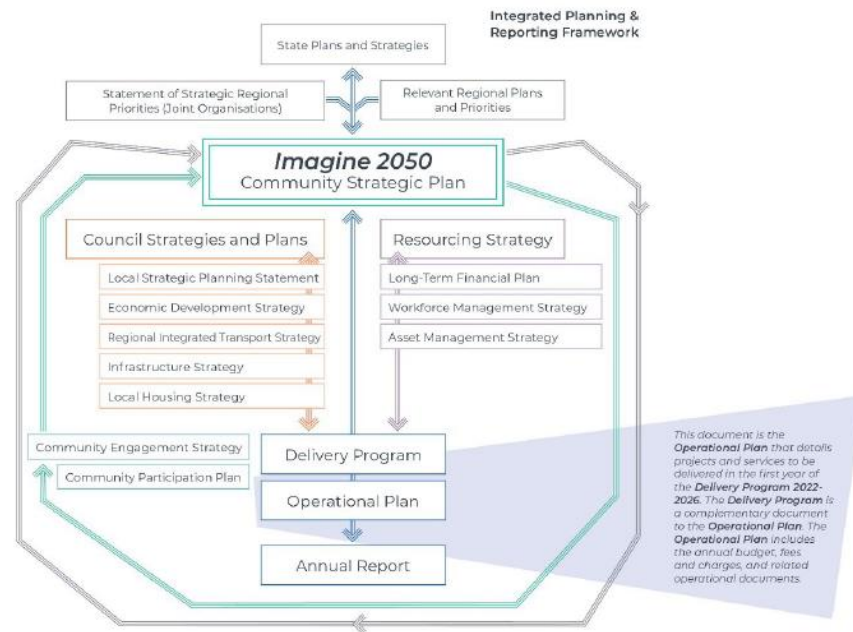 Integrated Planning &
Reporting Framework
State Plans and Strategies
Statement of Strategic Regional
Priorities (Joint Organisations)
Relevant Regional Plans
and Priorities
Imagine 2050
Community Strategic Plan
Council Strategies and Plans
Local Strategic Planning Statement
Economic Development Strategy
Regional Integrated Transport Strategy
Infrastructure Strategy
Local Housing Strategy
Resourcing Strategy
Long-Term Financial Plan
Workforce Management Strategy
Asset Management Strategy
Community Engagement Strategy
Community Participation Plan
Delivery Program
Operational Plan
Annual Report
This document is the
Operational Plan that details
projects and services to be
delivered in the first year of
the Delivery Program 2022-
2026. The Delivery Program is
a complementary document
to the Operational Plan. The
Operational Plan includes
the annual budget, fees
and charges, and related
operational documents.